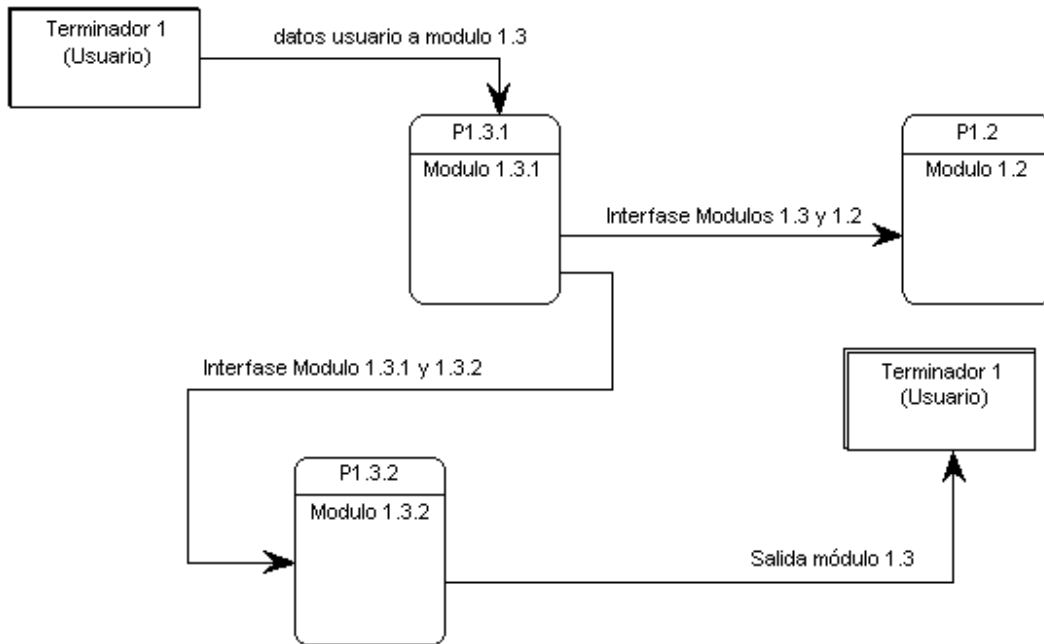 Terminador 1
(Usuario)
datos usuario a modulo 1.3
P1.3.1
Modulo 1.3.1
P1.2
Modulo 1.2
Interfase Modulos 1.3 y 1.2
Interfase Modulo 1.3.1 y 1.3.2
Terminador 1
(Usuario)
P1.3.2
Modulo 1.3.2
Salida módulo 1.3